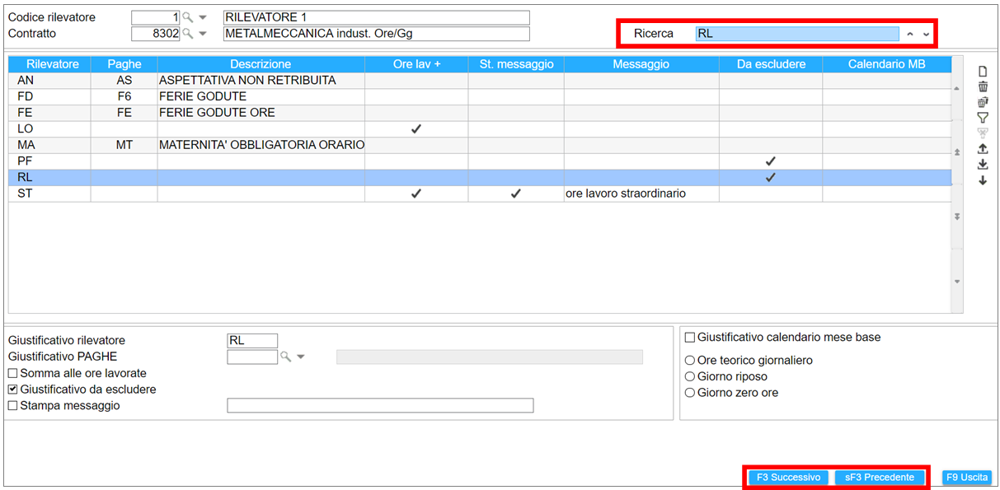 Codice rilevatore 1 RILEVATORE 1
Contratto 8302 METALMECCANICA indust. Ore/Gg Ricerca RL
Rilevatore Paghe Descrizione Ore lav + St. messaggio Messaggio Da escludere Calendario MB
AN AS ASPETTATIVA NON RETRIBUITA
FD F6 FERIE GODUTE
FE FE FERIE GODUTE ORE
LO
MA MT MATERNITA' OBBLIGATORIA ORARIO
PF
RL
ST ore lavoro straordinario
Giustificativo rilevatore RL
Giustificativo PAGHE
Somma alle ore lavorate
Giustificativo da escludere
Stampa messaggio
Giustificativo calendario mese base
Ore teorico giornaliero
Giorno riposo
Giorno zero ore
F3 Successivo sF3 Precedente F9 Uscita